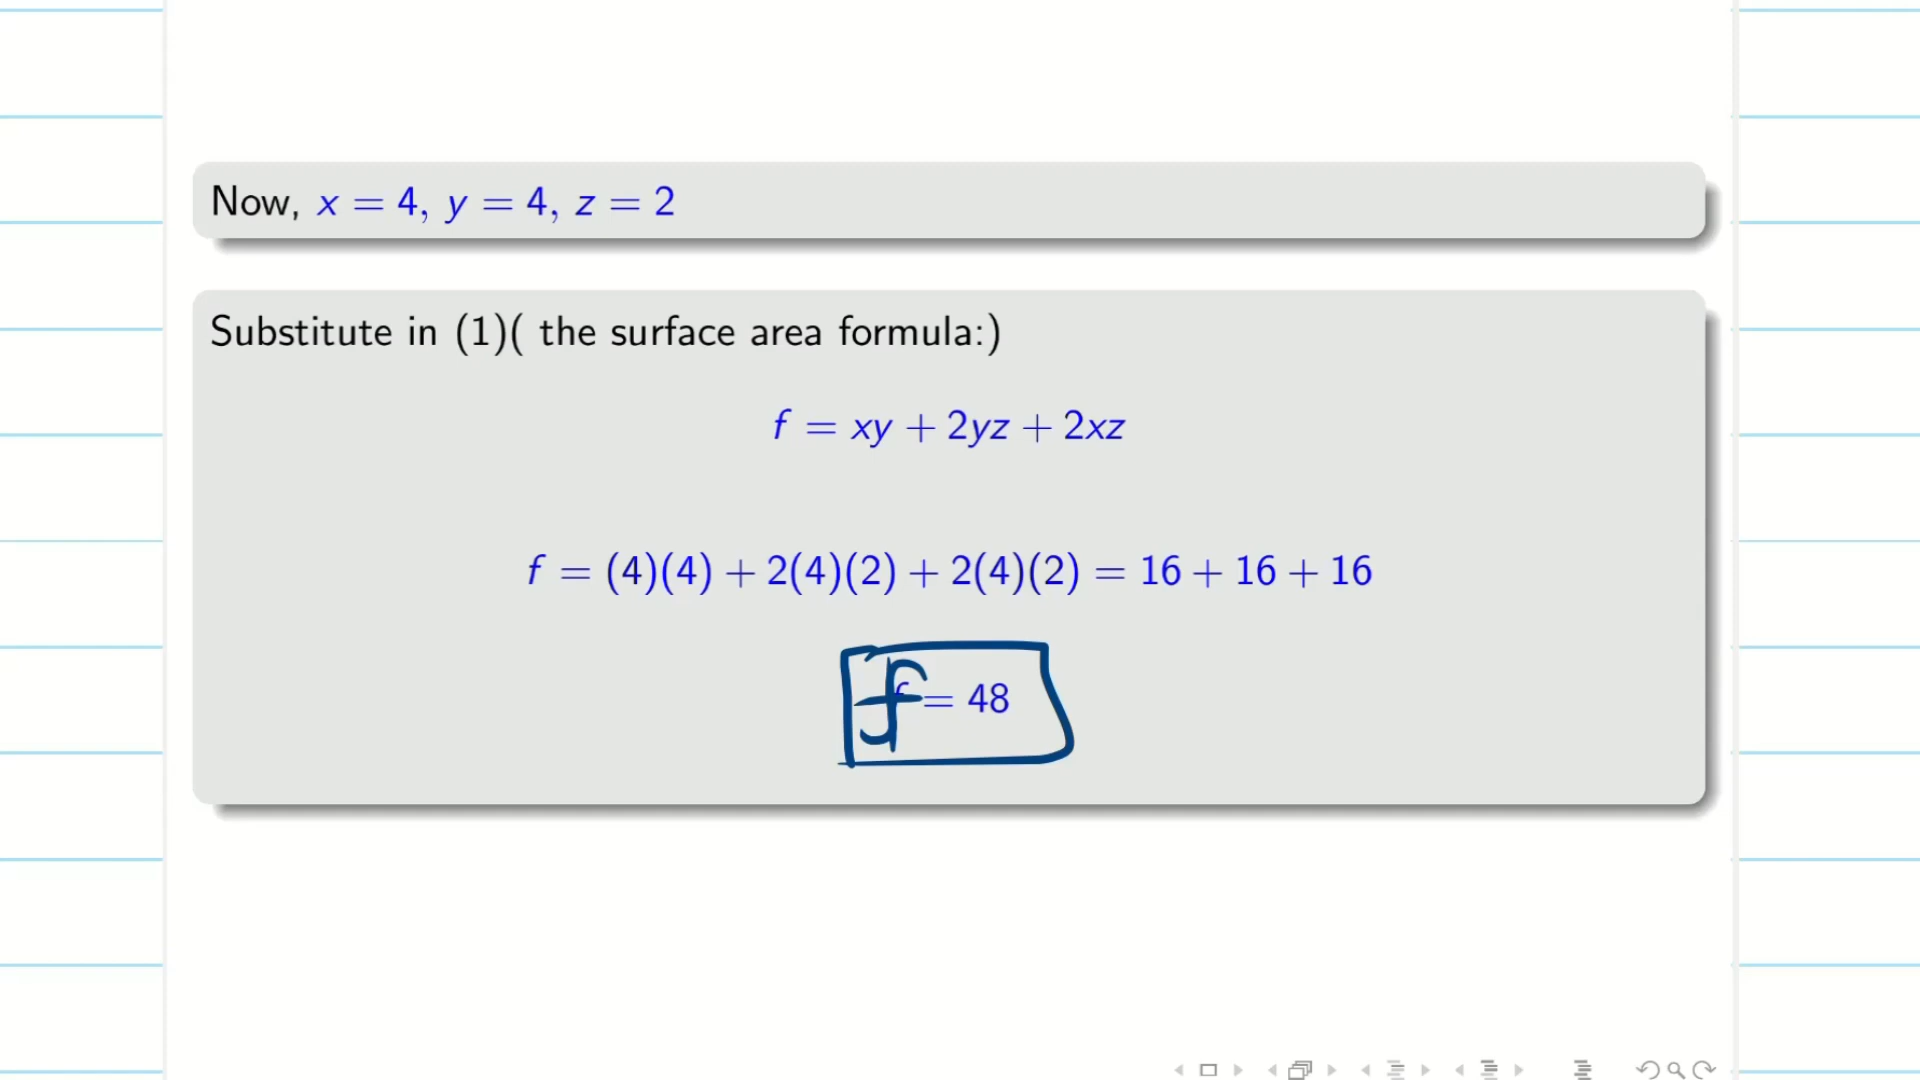 Now, x = 4, y = 4, z = 2
Substitute in (1)( the surface area formula:)
f = xy + 2yz + 2xz
f = (4)(4) + 2(4)(2) + 2(4)(2) = 16 + 16 + 16
f = 48